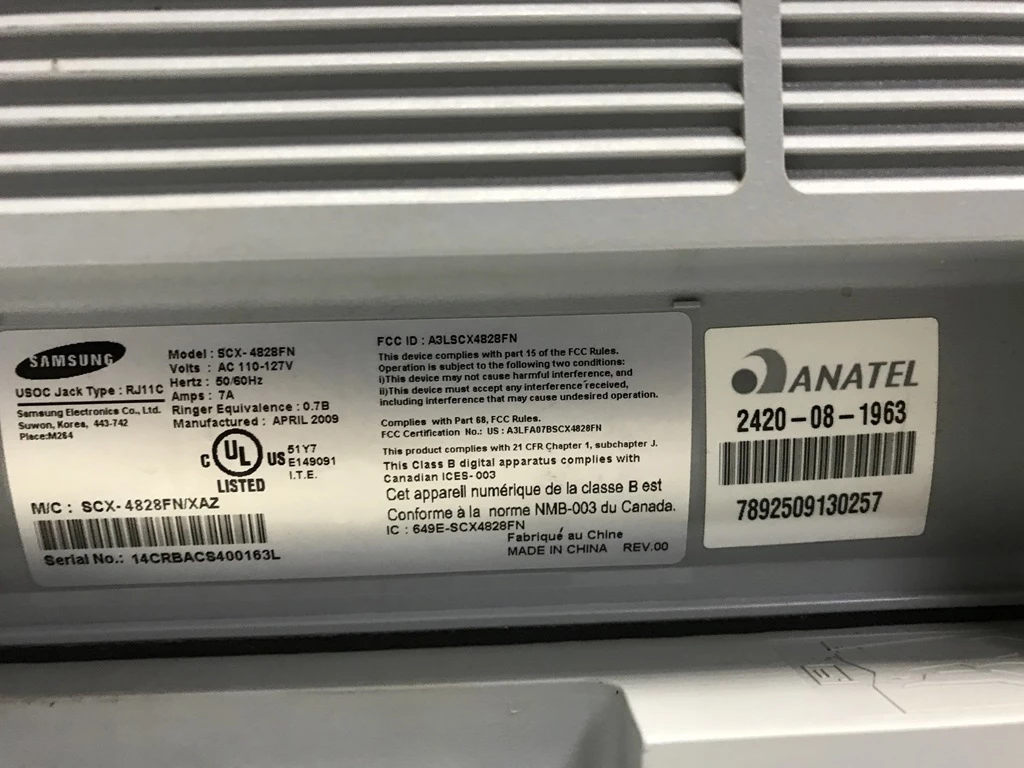 SAMSUNG
USOC Jack Type : RJ11C
Samsung Electronics Co., Ltd.
Suwon, Korea, 443-742
Place:M264
Model : SCX- 4828FN
Volts : AC 110-127V
Hertz : 50/60Hz
Amps : 7A
Ringer Equivalence : 0.7B
Manufactured : APRIL 2009
C UL US
LISTED
51Y7
E149091
I.T.E.
M/C : SCX- 4828FN/XAZ
Serial No.: 14CRBACS400163L
FCC ID : A3LSCX4828FN
This device complies with part 15 of the FCC Rules.
Operation is subject to the following two conditions:
i)This device may not cause harmful interference, and
ii)This device must accept any interference received,
including interference that may cause undesired operation.
Complies with Part 68, FCC Rules.
FCC Certification No.: US : A3LFA07BSCX4828FN
This product complies with 21 CFR Chapter 1, subchapter J.
This Class B digital apparatus complies with
Canadian ICES- 003
Cet appareil numérique de la classe B est
Conforme à la norme NMB-003 du Canada.
IC : 649E-SCX4828FN
Fabriqué au Chine
MADE IN CHINA REV.00
ANATEL
2420-08-1963
7892509130257